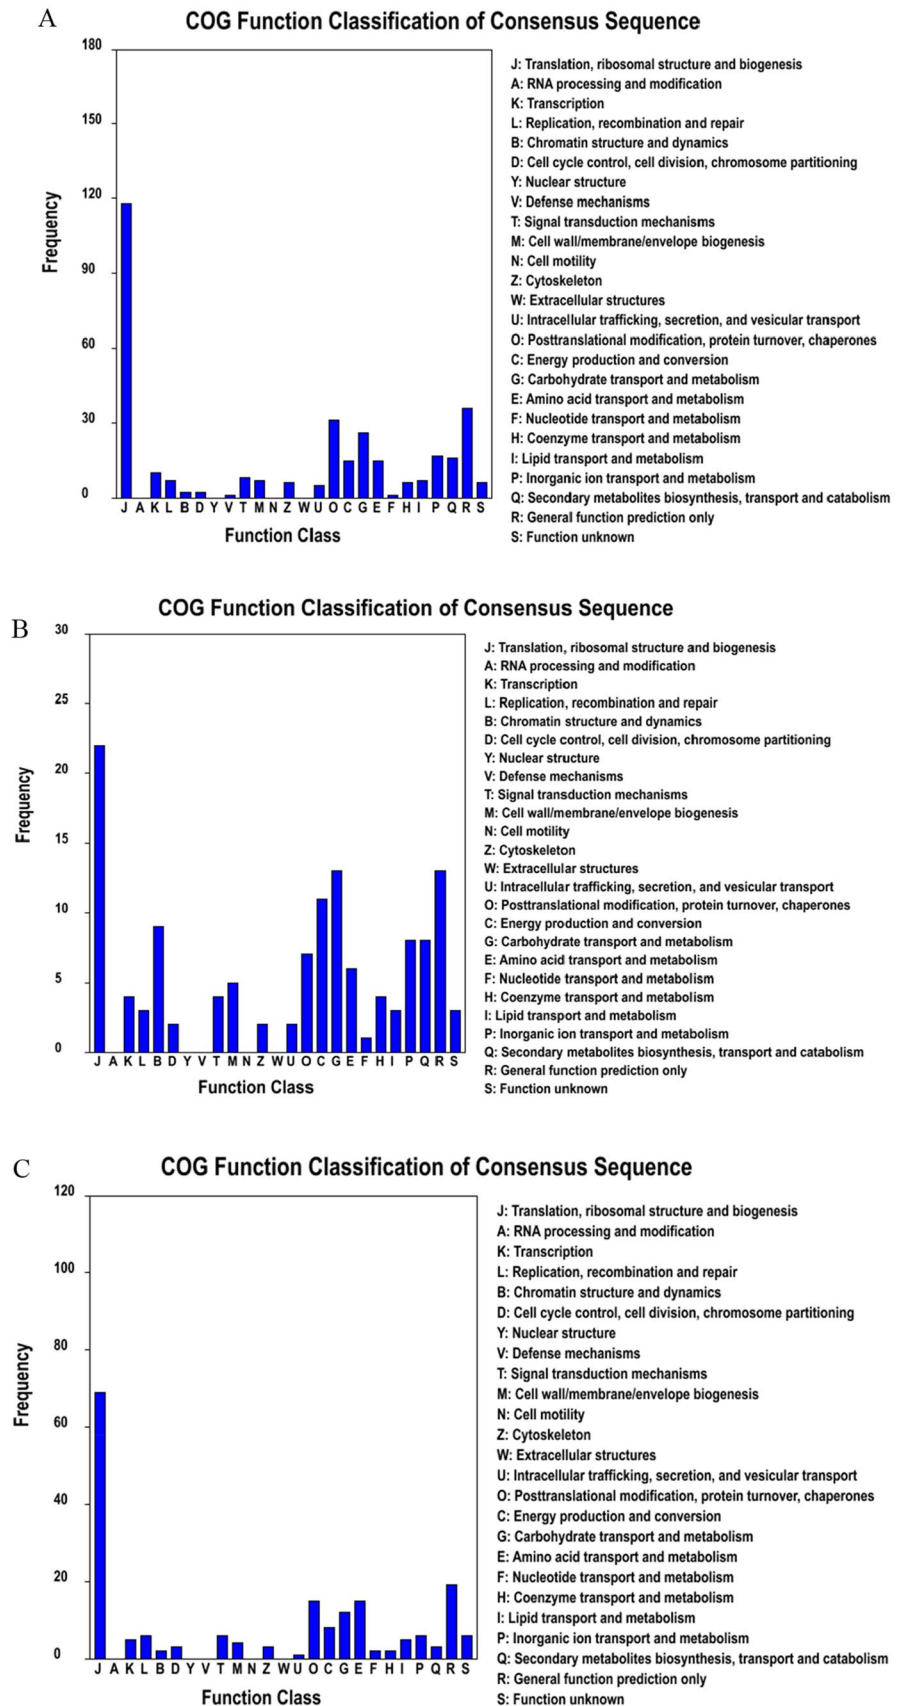 A
COG Function Classification of Consensus Sequence
180
150
120
90
60
30
0
Frequency
J A K L B D Y V T M N Z W U O C G E F H I P Q R S
Function Class
J: Translation, ribosomal structure and biogenesis
A: RNA processing and modification
K: Transcription
L: Replication, recombination and repair
B: Chromatin structure and dynamics
D: Cell cycle control, cell division, chromosome partitioning
Y: Nuclear structure
V: Defense mechanisms
T: Signal transduction mechanisms
M: Cell wall/membrane/envelope biogenesis
N: Cell motility
Z: Cytoskeleton
W: Extracellular structures
U: Intracellular trafficking, secretion, and vesicular transport
O: Posttranslational modification, protein turnover, chaperones
C: Energy production and conversion
G: Carbohydrate transport and metabolism
E: Amino acid transport and metabolism
F: Nucleotide transport and metabolism
H: Coenzyme transport and metabolism
I: Lipid transport and metabolism
P: Inorganic ion transport and metabolism
Q: Secondary metabolites biosynthesis, transport and catabolism
R: General function prediction only
S: Function unknown
B
COG Function Classification of Consensus Sequence
30
25
20
15
10
5
0
Frequency
J A K L B D Y V T M N Z W U O C G E F H I P Q R S
Function Class
J: Translation, ribosomal structure and biogenesis
A: RNA processing and modification
K: Transcription
L: Replication, recombination and repair
B: Chromatin structure and dynamics
D: Cell cycle control, cell division, chromosome partitioning
Y: Nuclear structure
V: Defense mechanisms
T: Signal transduction mechanisms
M: Cell wall/membrane/envelope biogenesis
N: Cell motility
Z: Cytoskeleton
W: Extracellular structures
U: Intracellular trafficking, secretion, and vesicular transport
O: Posttranslational modification, protein turnover, chaperones
C: Energy production and conversion
G: Carbohydrate transport and metabolism
E: Amino acid transport and metabolism
F: Nucleotide transport and metabolism
H: Coenzyme transport and metabolism
I: Lipid transport and metabolism
P: Inorganic ion transport and metabolism
Q: Secondary metabolites biosynthesis, transport and catabolism
R: General function prediction only
S: Function unknown
C
COG Function Classification of Consensus Sequence
120
100
80
60
40
20
0
Frequency
J A K L B D Y V T M N Z W U O C G E F H I P Q R S
Function Class
J: Translation, ribosomal structure and biogenesis
A: RNA processing and modification
K: Transcription
L: Replication, recombination and repair
B: Chromatin structure and dynamics
D: Cell cycle control, cell division, chromosome partitioning
Y: Nuclear structure
V: Defense mechanisms
T: Signal transduction mechanisms
M: Cell wall/membrane/envelope biogenesis
N: Cell motility
Z: Cytoskeleton
W: Extracellular structures
U: Intracellular trafficking, secretion, and vesicular transport
O: Posttranslational modification, protein turnover, chaperones
C: Energy production and conversion
G: Carbohydrate transport and metabolism
E: Amino acid transport and metabolism
F: Nucleotide transport and metabolism
H: Coenzyme transport and metabolism
I: Lipid transport and metabolism
P: Inorganic ion transport and metabolism
Q: Secondary metabolites biosynthesis, transport and catabolism
R: General function prediction only
S: Function unknown